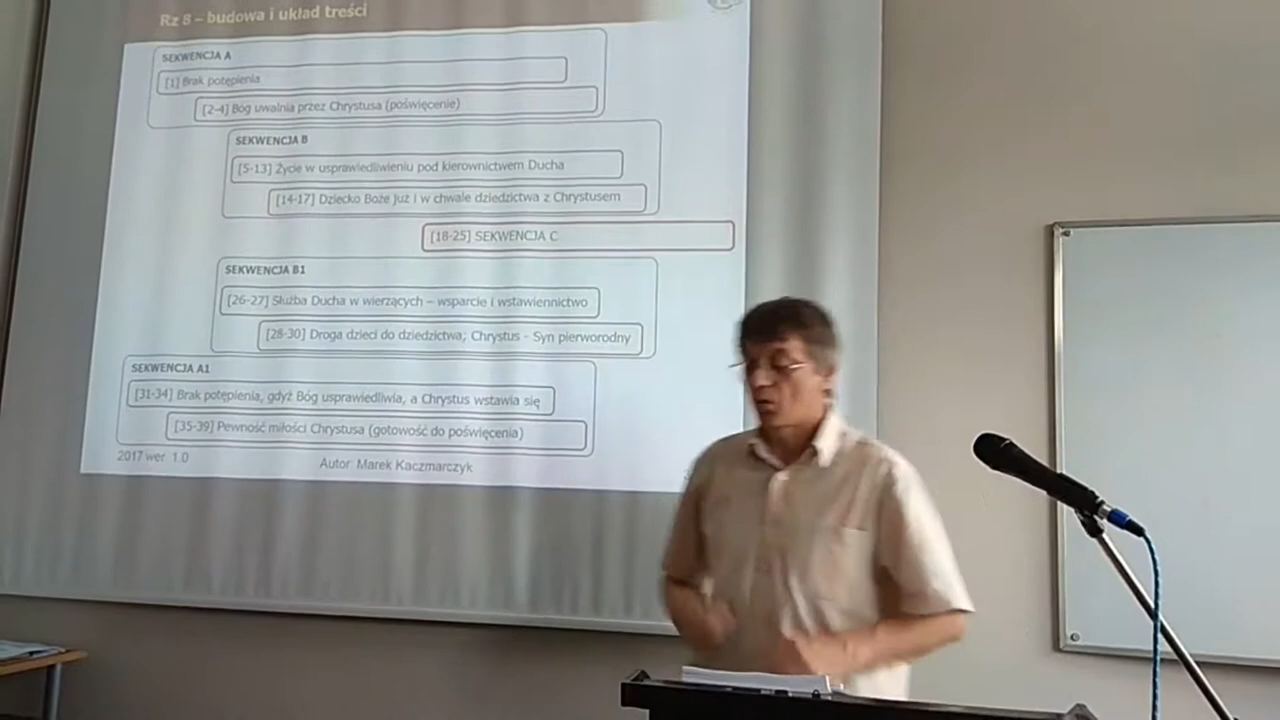 Rz 8 – budowa i układ treści
SEKWENCJA A
[1] Brak potępienia
[2-4] Bóg uwalnia przez Chrystusa (poświęcenie)
SEKWENCJA B
[5-13] Życie w usprawiedliwieniu pod kierownictwem Ducha
[14-17] Dziecko Boże już i w chwale dziedzictwa z Chrystusem
[18-25] SEKWENCJA C
SEKWENCJA B1
[26-27] Służba Ducha w wierzących – wsparcie i wstawiennictwo
[28-30] Droga dzieci do dziedzictwa; Chrystus - Syn pierworodny
SEKWENCJA A1
[31-34] Brak potępienia, gdyż Bóg usprawiedliwia, a Chrystus wstawia się
[35-39] Pewność miłości Chrystusa (gotowość do poświęcenia)
2017 wer. 1.0
Autor: Marek Kaczmarczyk